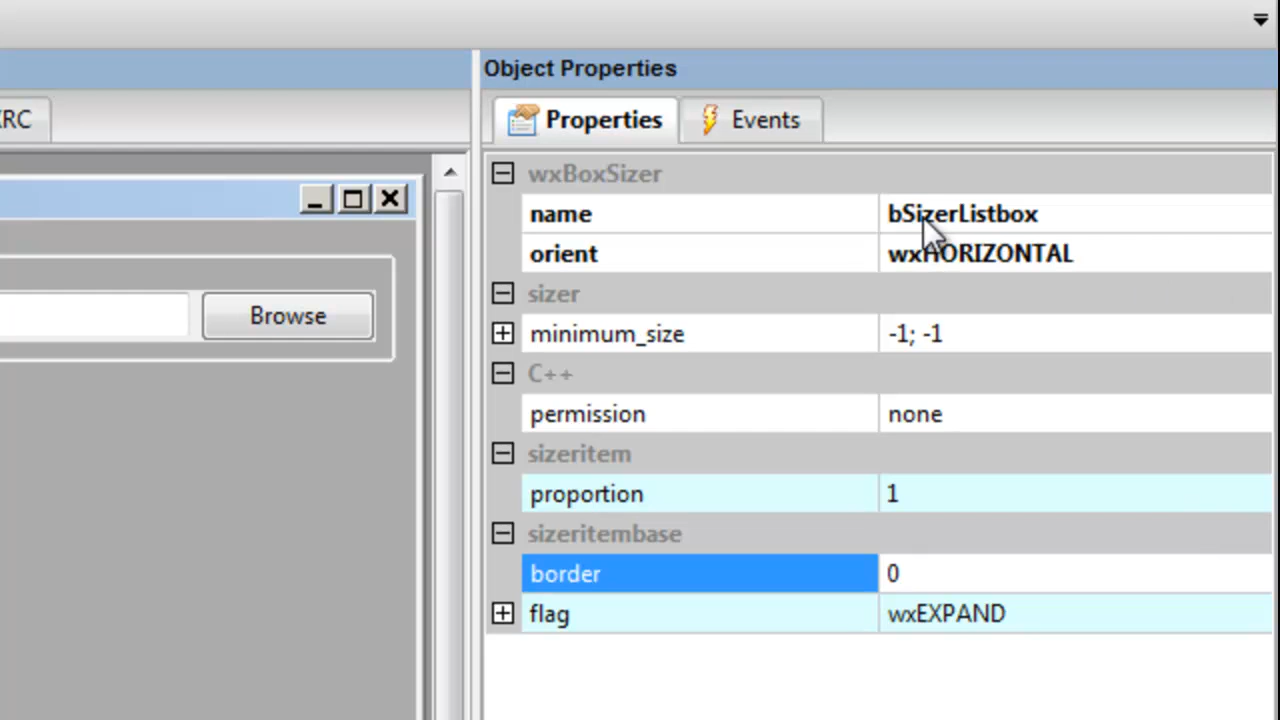 Object Properties
XRC
Properties
Events
wxBoxSizer
name bSizerListbox
orient wxHORIZONTAL
sizer
Browse
minimum_size -1; -1
C++
permission none
sizeritem
proportion 1
sizeritembase
border 0
flag wxEXPAND